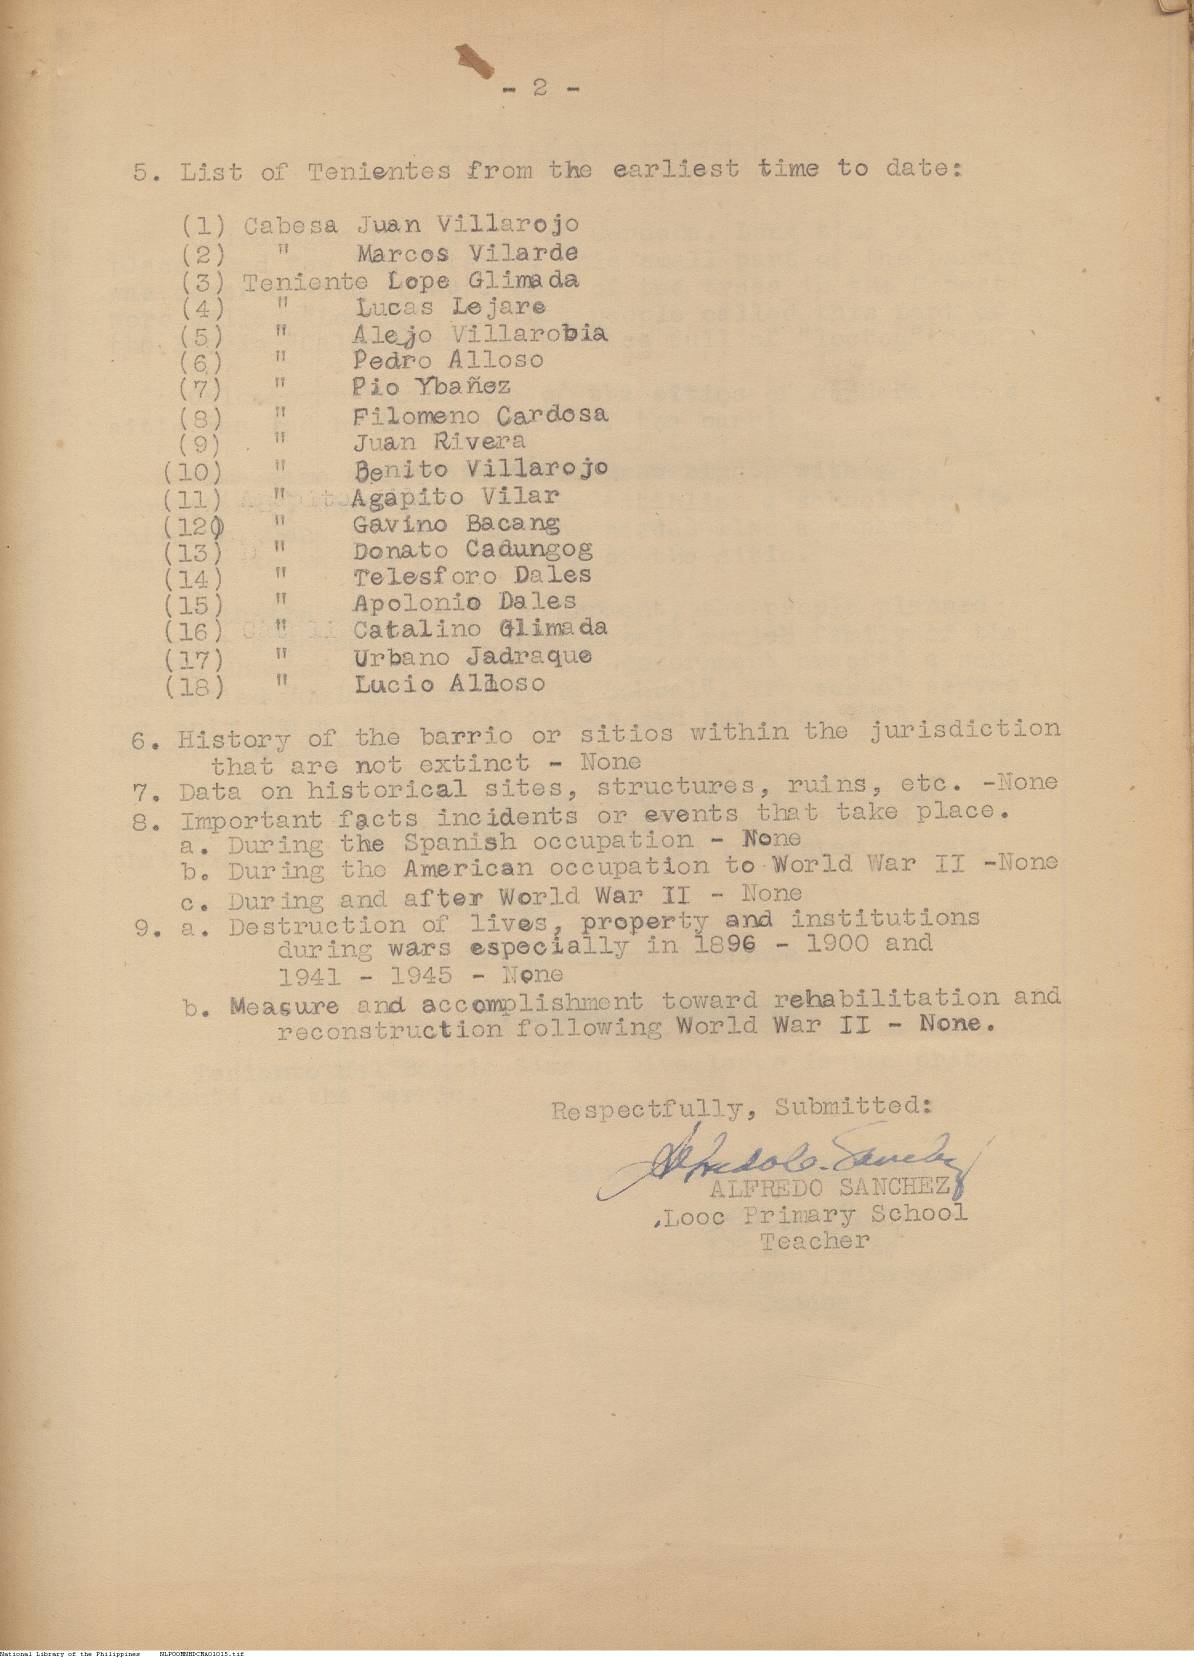 - 2 -
5. List of Tenientes from the earliest time to date:
(1) Cabesa Juan Villarojo
(2) " Marcos Vilarde
(3) Teniente Lope Glimada
(4) " Lucas Lejare
(5) " Alejo Villarobia
(6) " Pedro Alloso
(7) " Pio Ybañez
(8) " Filomeno Cardosa
(9) " Juan Rivera
(10) " Benito Villarojo
(11) " Agapito Vilar
(120) " Gavino Bacang
(13) " Donato Cadungog
(14) " Telesforo Dales
(15) " Apolonio Dales
(16) " Catalino Glimada
(17) " Urbano Jadraque
(18) " Lucio Alloso
6. History of the barrio or sitios within the jurisdiction
that are not extinct - None
7. Data on historical sites, structures, ruins, etc. -None
8. Important facts incidents or events that take place.
a. During the Spanish occupation - None
b. During the American occupation to World War II -None
c. During and after World War II - None
9. a. Destruction of lives, property and institutions
during wars especially in 1896 - 1900 and
1941 - 1945 - None
b. Measure and accomplishment toward rehabilitation and
reconstruction following World War II - None.
Respectfully, Submitted:
Alfredo C. Sanchez
ALFREDO SANCHEZ
Looc Primary School
Teacher
National Library of the Philippines NLPOOMNHDCHA01015.tif